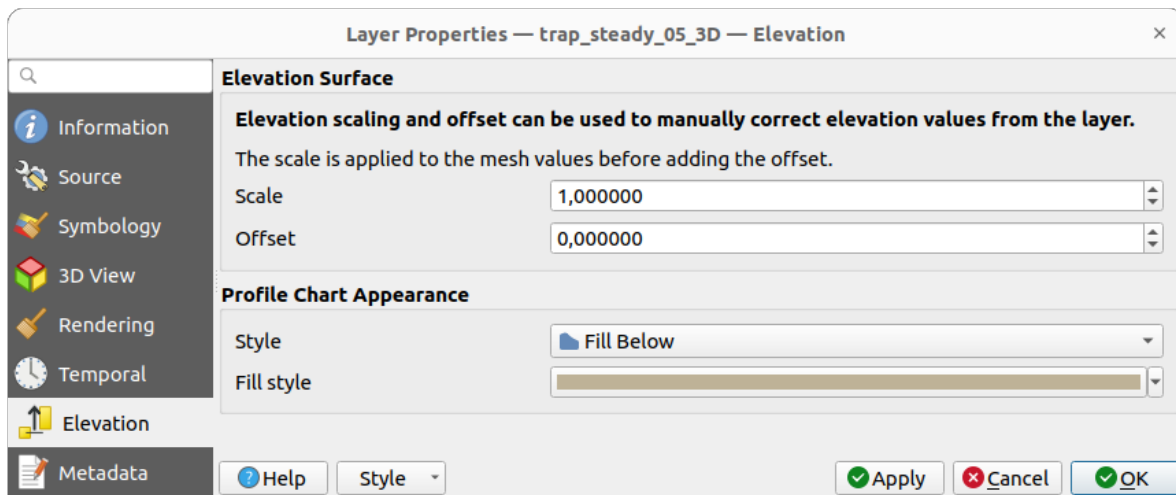 Layer Properties — trap_steady_05_3D — Elevation
Information
Source
Symbology
3D View
Rendering
Temporal
Elevation
Metadata
Elevation Surface
Elevation scaling and offset can be used to manually correct elevation values from the layer.
The scale is applied to the mesh values before adding the offset.
Scale 1,000000
Offset 0,000000
Profile Chart Appearance
Style Fill Below
Fill style
Help Style Apply Cancel OK